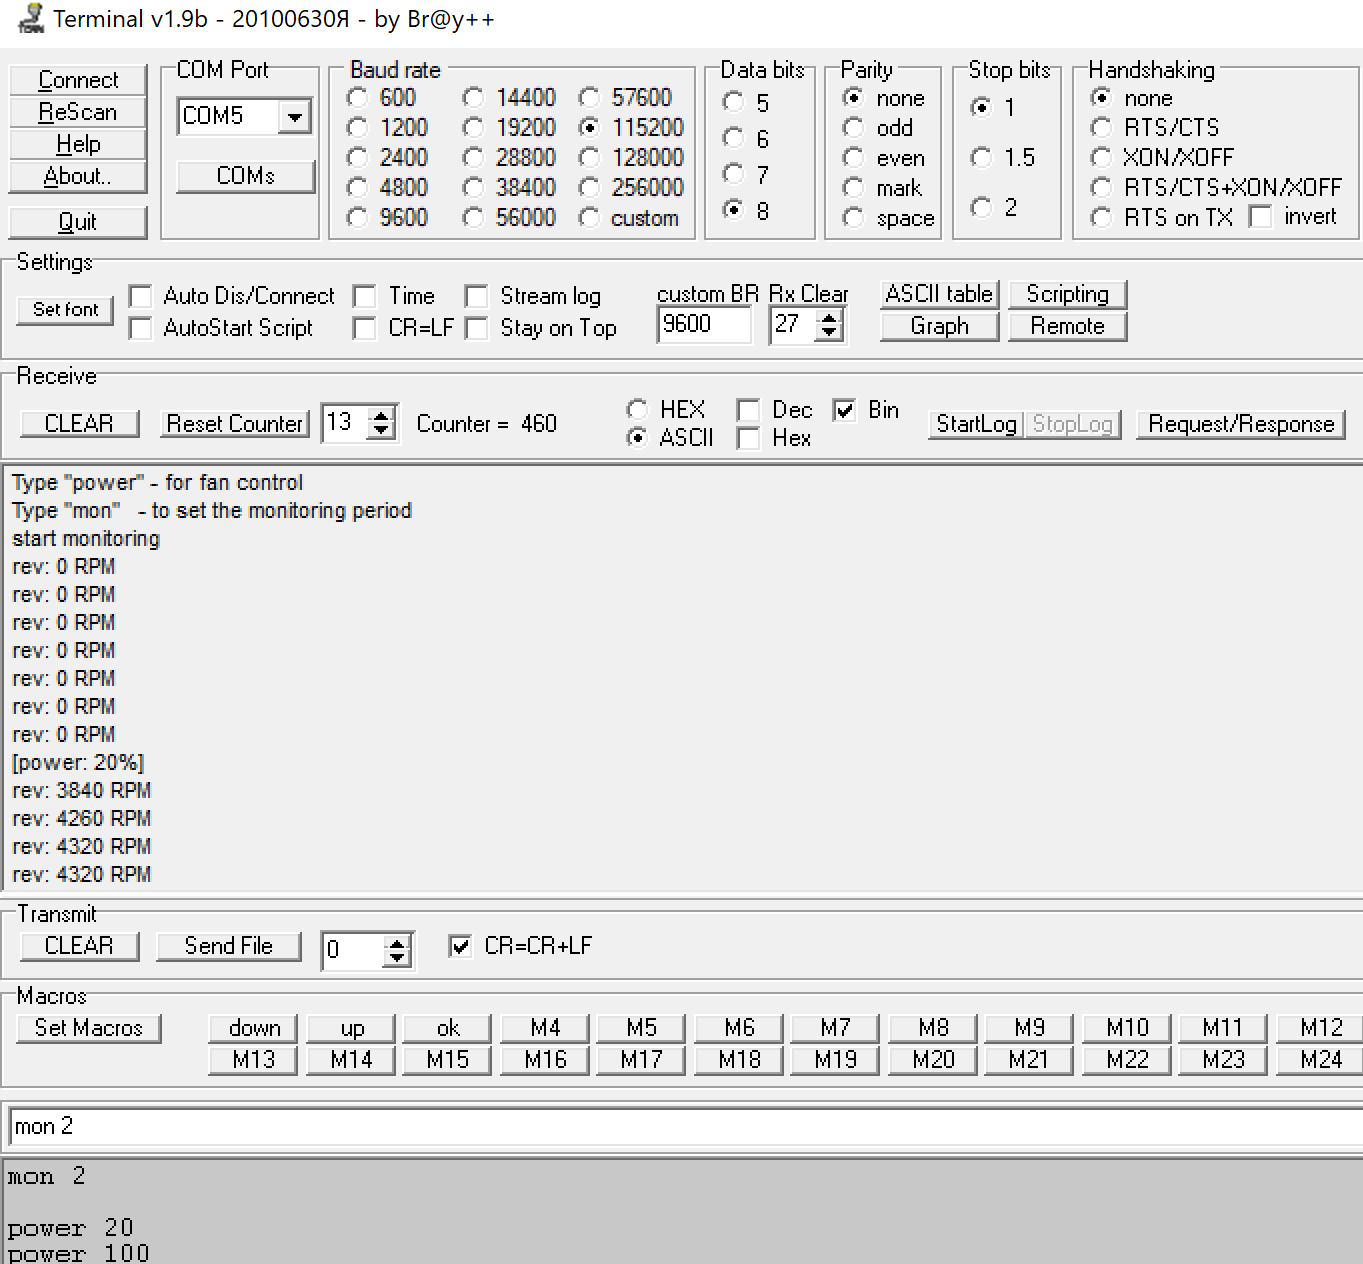 Terminal v1.9b - 20100630Я - by Br@y++
Connect
ReScan
Help
About..
Quit
COM Port
COM5
COMs
Baud rate
600 14400 57600
1200 19200 115200
2400 28800 128000
4800 38400 256000
9600 56000 custom
Data bits
5
6
7
8
Parity
none
odd
even
mark
space
Stop bits
1
1.5
2
Handshaking
none
RTS/CTS
XON/XOFF
RTS/CTS+XON/XOFF
RTS on TX invert
Settings
Set font
Auto Dis/Connect Time Stream log
AutoStart Script CR=LF Stay on Top
custom BR Rx Clear
9600 27
ASCII table Scripting
Graph Remote
Receive
CLEAR Reset Counter 13 Counter = 460
HEX Dec Bin
ASCII Hex
StartLog StopLog Request/Response
Type "power" - for fan control
Type "mon" - to set the monitoring period
start monitoring
rev: 0 RPM
rev: 0 RPM
rev: 0 RPM
rev: 0 RPM
rev: 0 RPM
rev: 0 RPM
rev: 0 RPM
[power: 20%]
rev: 3840 RPM
rev: 4260 RPM
rev: 4320 RPM
rev: 4320 RPM
Transmit
CLEAR Send File 0 CR=CR+LF
Macros
Set Macros down up ok M4 M5 M6 M7 M8 M9 M10 M11 M12
M13 M14 M15 M16 M17 M18 M19 M20 M21 M22 M23 M24
mon 2
mon 2
power 20
power 100